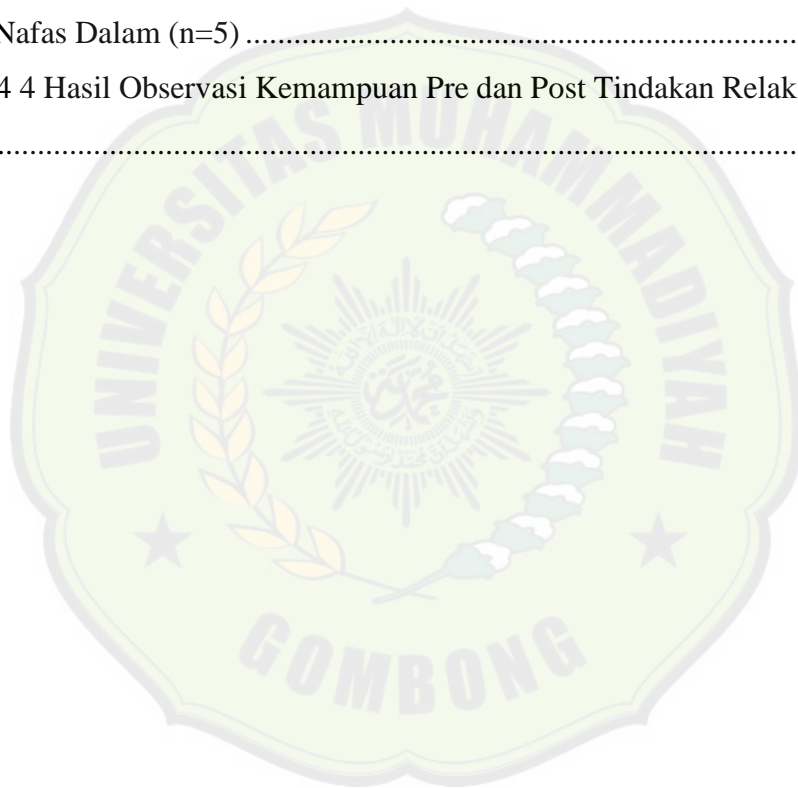 Nafas Dalam (n=5) ................................................................................
4 4 Hasil Observasi Kemampuan Pre dan Post Tindakan Relak
................................................................................................................
UNIVERSITAS MUHAMMADIYAH
GOMBONG